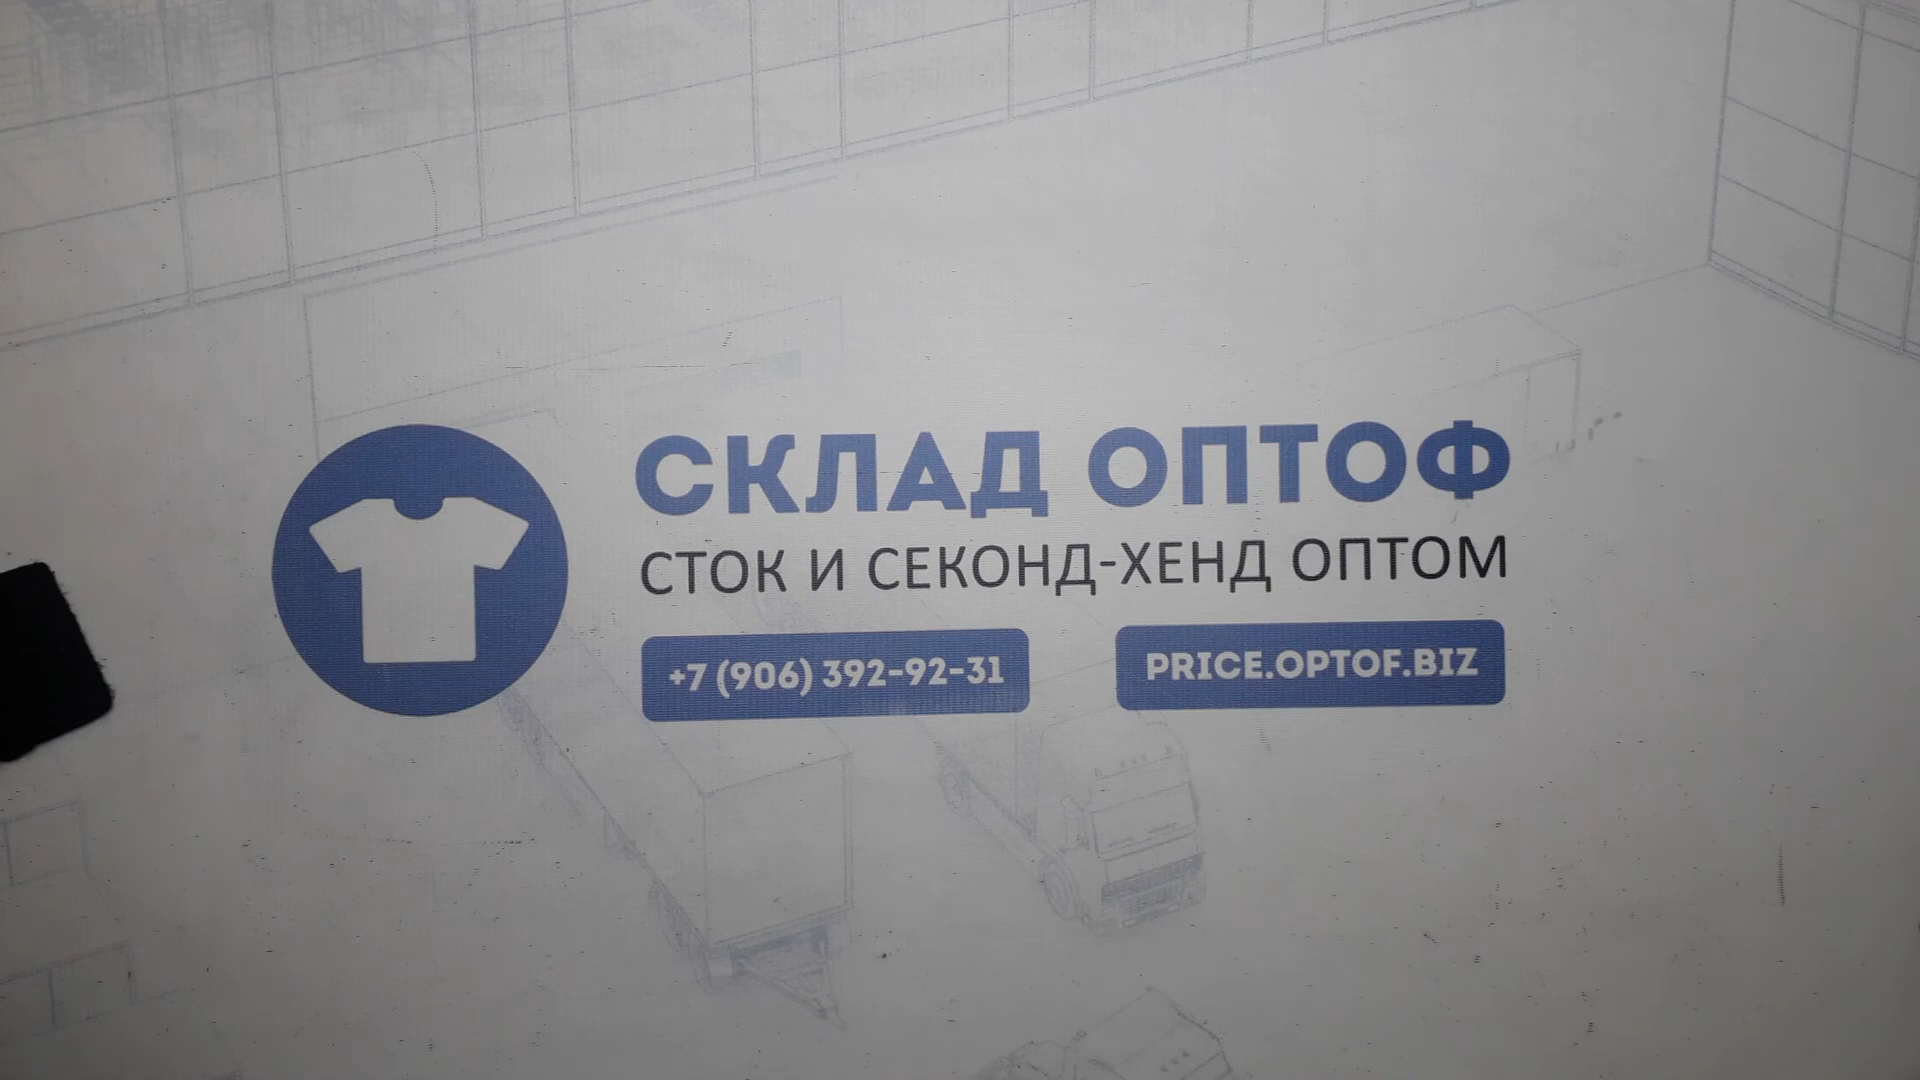 СКЛАД ОПТОФ
СТОК И СЕКОНД-ХЕНД ОПТОМ
+7 (906) 392-92-31
PRICE.OPTOF.BIZ